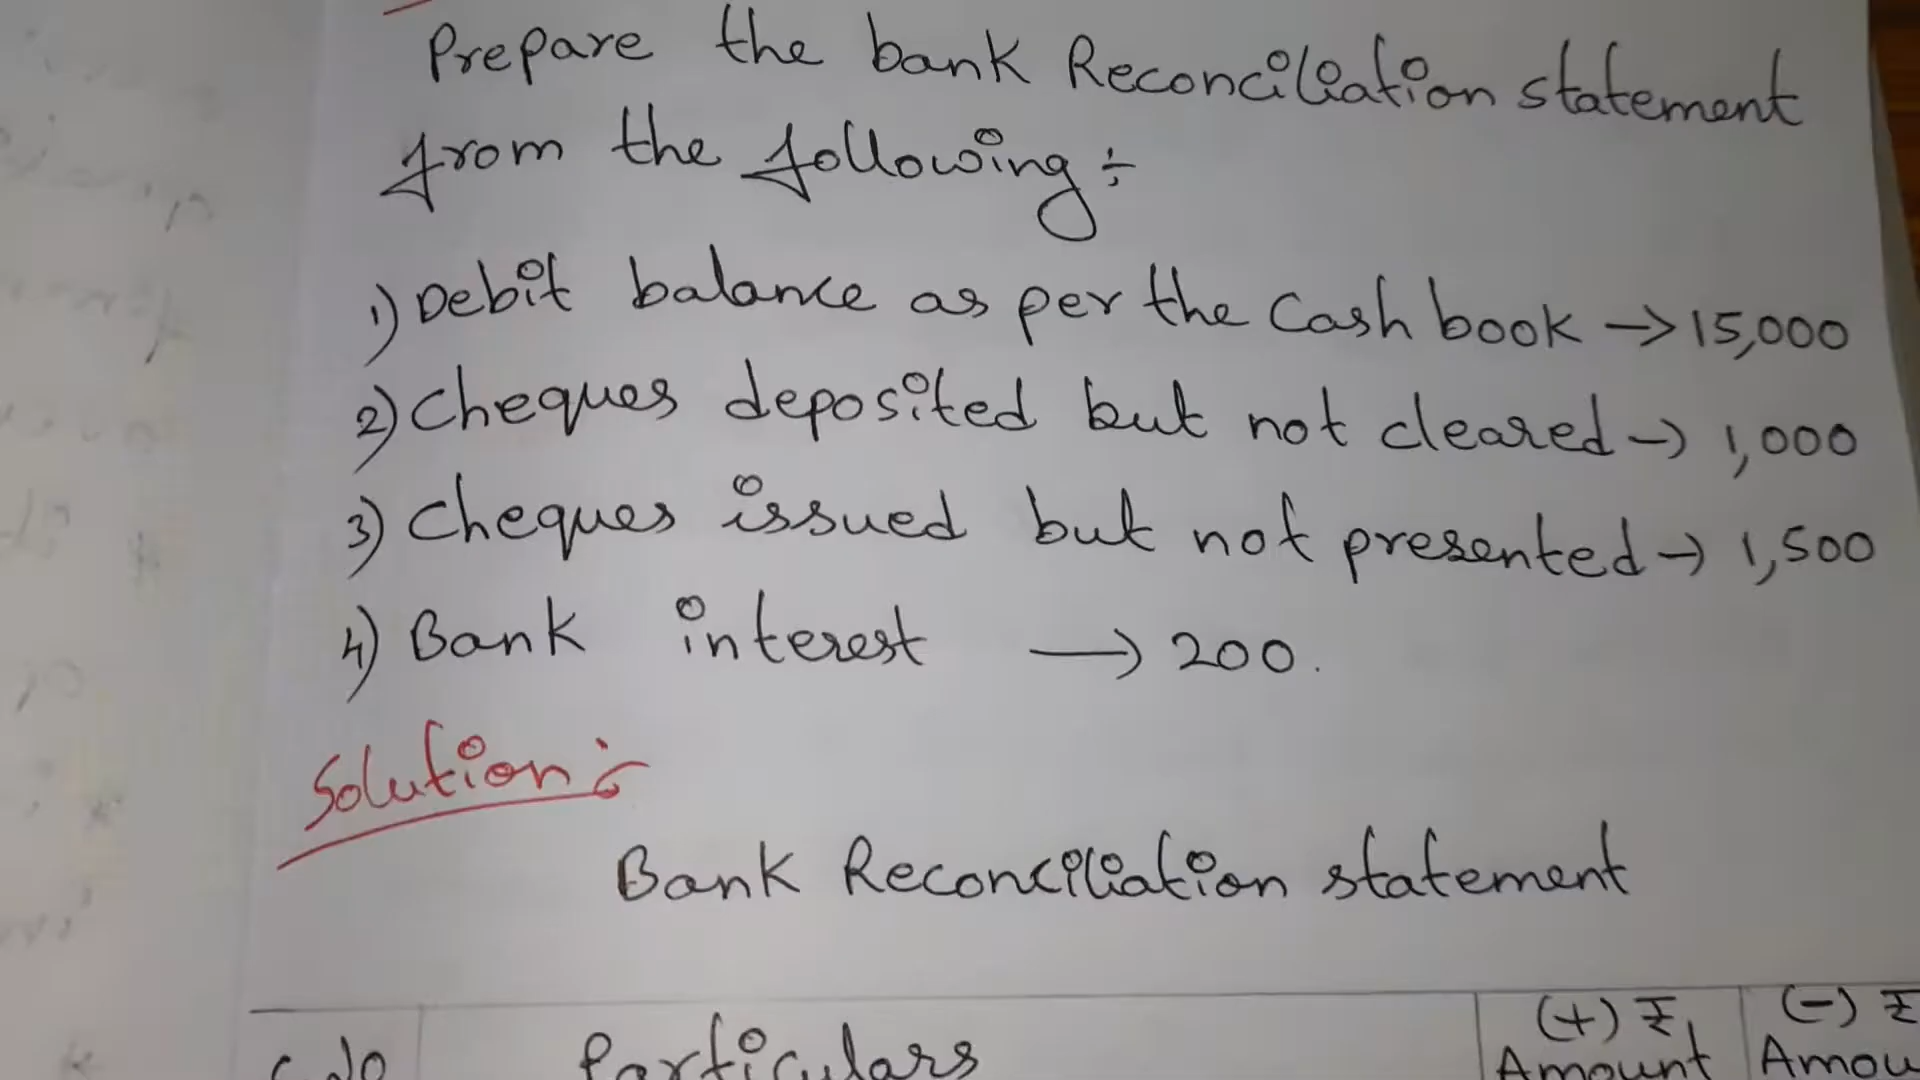 Prepare the bank Reconciliation statement
from the following:-
1) Debit balance as per the Cash book → 15,000
2) Cheques deposited but not cleared → 1,000
3) Cheques issued but not presented → 1,500
4) Bank interest → 200.
Solution:-
Bank Reconciliation statement
Particulars (+) ₹ (-) ₹
Amount